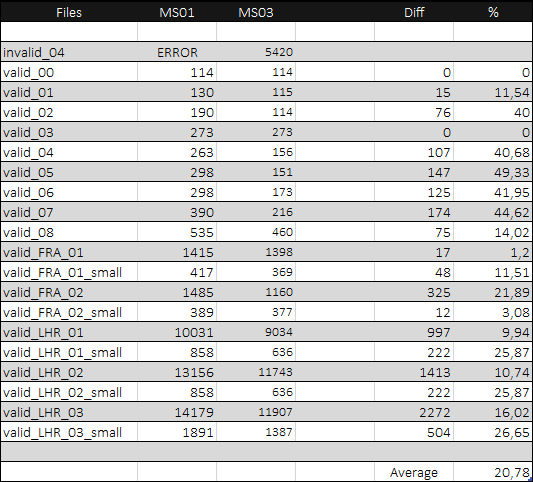 Files MS01 MS03 Diff %
invalid_04 ERROR 5420
valid_00 114 114 0 0
valid_01 130 115 15 11,54
valid_02 190 114 76 40
valid_03 273 273 0 0
valid_04 263 156 107 40,68
valid_05 298 151 147 49,33
valid_06 298 173 125 41,95
valid_07 390 216 174 44,62
valid_08 535 460 75 14,02
valid_FRA_01 1415 1398 17 1,2
valid_FRA_01_small 417 369 48 11,51
valid_FRA_02 1485 1160 325 21,89
valid_FRA_02_small 389 377 12 3,08
valid_LHR_01 10031 9034 997 9,94
valid_LHR_01_small 858 636 222 25,87
valid_LHR_02 13156 11743 1413 10,74
valid_LHR_02_small 858 636 222 25,87
valid_LHR_03 14179 11907 2272 16,02
valid_LHR_03_small 1891 1387 504 26,65
Average 20,78